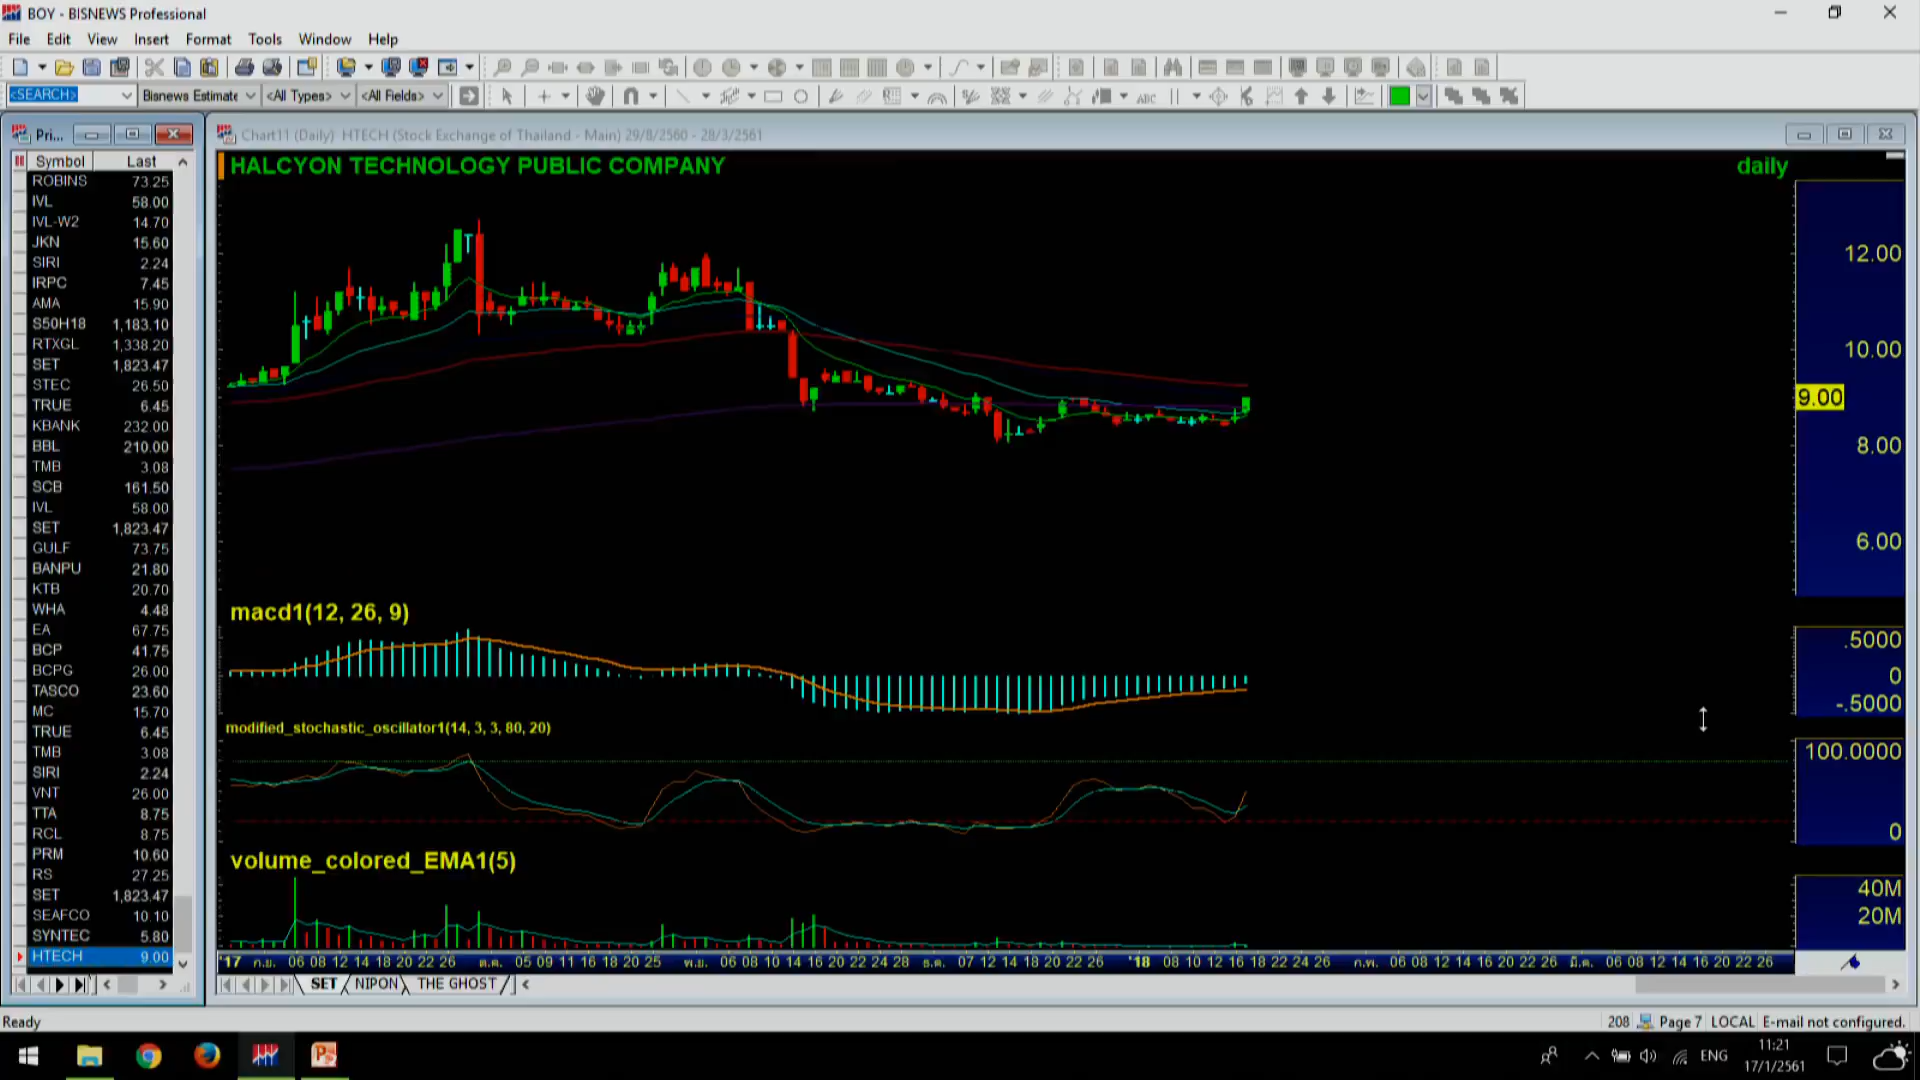 BOY - BISNEWS Professional
File Edit View Insert Format Tools Window Help
<SEARCH> Bisnews Estimate <All Types> <All Fields> ABC
Pri... Chart11 (Daily) HTECH (Stock Exchange of Thailand - Main) 29/8/2560 - 28/3/2561
Symbol Last
HALCYON TECHNOLOGY PUBLIC COMPANY daily
ROBINS 73.25
IVL 58.00
IVL-W2 14.70
JKN 15.60
SIRI 2.24
IRPC 7.45
AMA 15.90
S50H18 1,183.10
RTXGL 1,338.20
SET 1,823.47
STEC 26.50
TRUE 6.45
KBANK 232.00
BBL 210.00
TMB 3.08
SCB 161.50
IVL 58.00
SET 1,823.47
GULF 73.75
BANPU 21.80
KTB 20.70
WHA 4.48
EA 67.75
BCP 41.75
BCPG 26.00
TASCO 23.60
MC 15.70
TRUE 6.45
TMB 3.08
SIRI 2.24
VNT 26.00
TTA 8.75
RCL 8.75
PRM 10.60
RS 27.25
SET 1,823.47
SEAFCO 10.10
SYNTEC 5.80
HTECH 9.00
12.00
10.00
9.00
8.00
6.00
macd1(12, 26, 9)
.5000
0
-.5000
modified_stochastic_oscillator1(14, 3, 3, 80, 20)
100.0000
0
volume_colored_EMA1(5)
40M
20M
'17 ก.ย. 06 08 12 14 18 20 22 26 ต.ค. 05 09 11 16 18 20 25 พ.ย. 06 08 10 14 16 20 22 24 28 ธ.ค. 07 12 14 18 20 22 26 '18 08 10 12 16 18 22 24 26 ก.พ. 06 08 12 14 16 20 22 26 มี.ค. 06 08 12 14 16 20 22 26
SET NIPON THE GHOST
Ready 208 Page 7 LOCAL E-mail not configured.
ENG 11:21
17/1/2561